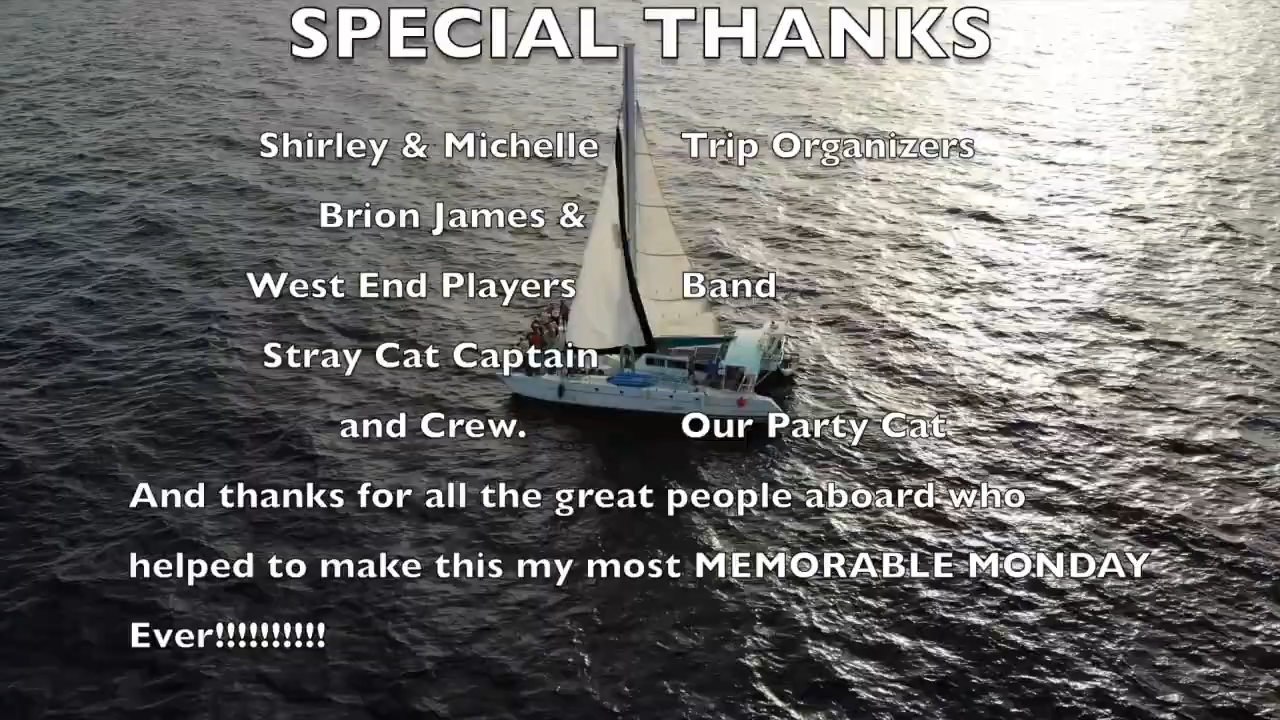 SPECIAL THANKS
Shirley & Michelle Trip Organizers
Brion James &
West End Players Band
Stray Cat Captain
and Crew. Our Party Cat
And thanks for all the great people aboard who
helped to make this my most MEMORABLE MONDAY
Ever!!!!!!!!!!